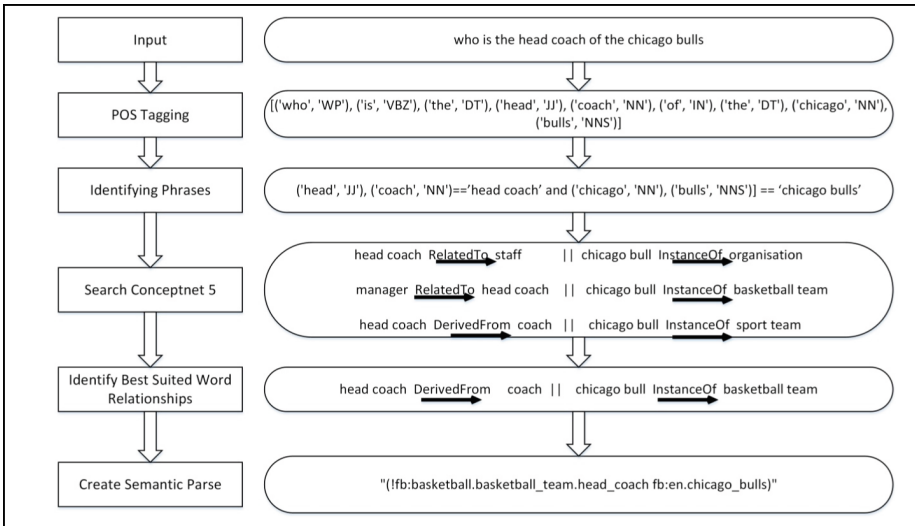 Input
who is the head coach of the chicago bulls
POS Tagging
[('who', 'WP'), ('is', 'VBZ'), ('the', 'DT'), ('head', 'JJ'), ('coach', 'NN'), ('of', 'IN'), ('the', 'DT'), ('chicago', 'NN'),
('bulls', 'NNS')]
Identifying Phrases
('head', 'JJ'), ('coach', 'NN')=='head coach’ and ('chicago', 'NN'), ('bulls', 'NNS')] == ‘chicago bulls’
Search Conceptnet 5
head coach RelatedTo staff || chicago bull InstanceOf organisation
manager RelatedTo head coach || chicago bull InstanceOf basketball team
head coach DerivedFrom coach || chicago bull InstanceOf sport team
Identify Best Suited Word
Relationships
head coach DerivedFrom coach || chicago bull InstanceOf basketball team
Create Semantic Parse
"(!fb:basketball.basketball_team.head_coach fb:en.chicago_bulls)"